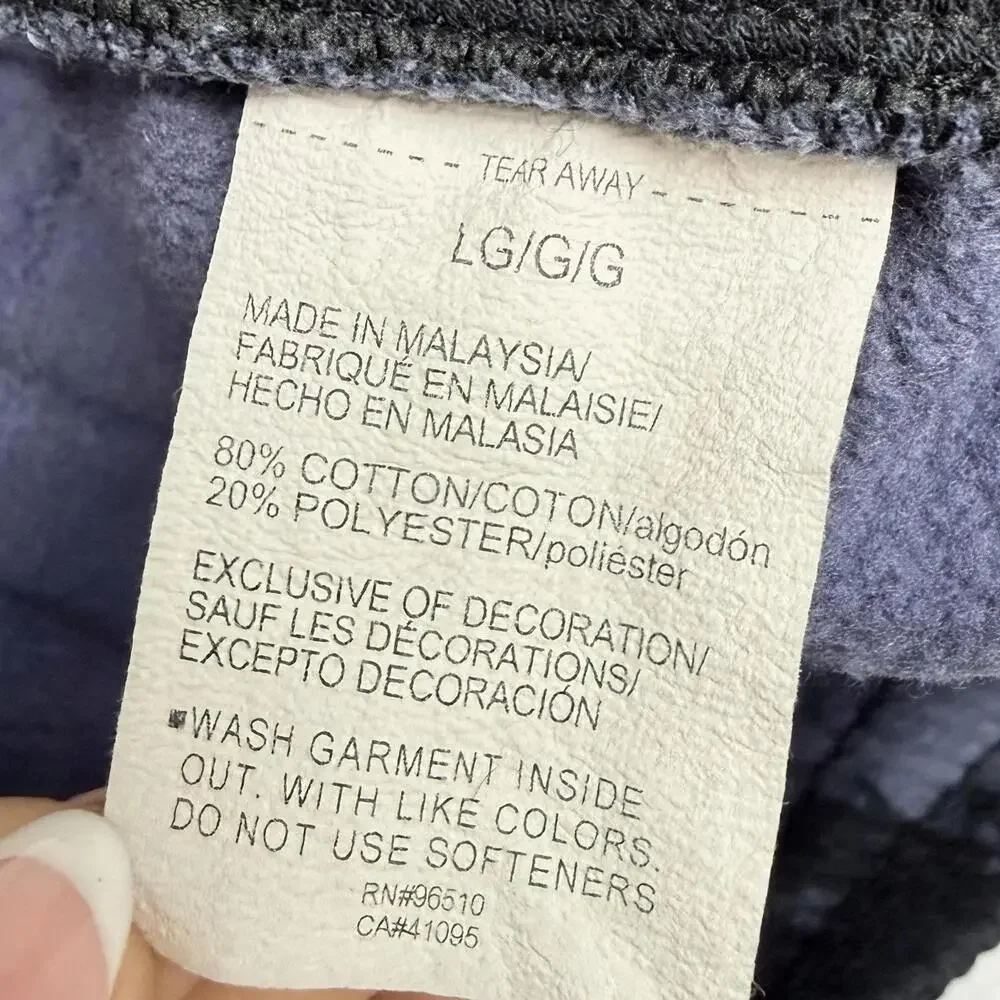 TEAR AWAY
LG/G/G
MADE IN MALAYSIA/
FABRIQUÉ EN MALAISIE/
HECHO EN MALASIA
80% COTTON/COTON/algodón
20% POLYESTER/poliéster
EXCLUSIVE OF DECORATION/
SAUF LES DÉCORATIONS/
EXCEPTO DECORACIÓN
WASH GARMENT INSIDE
OUT. WITH LIKE COLORS.
DO NOT USE SOFTENERS
RN#96510
CA#41095